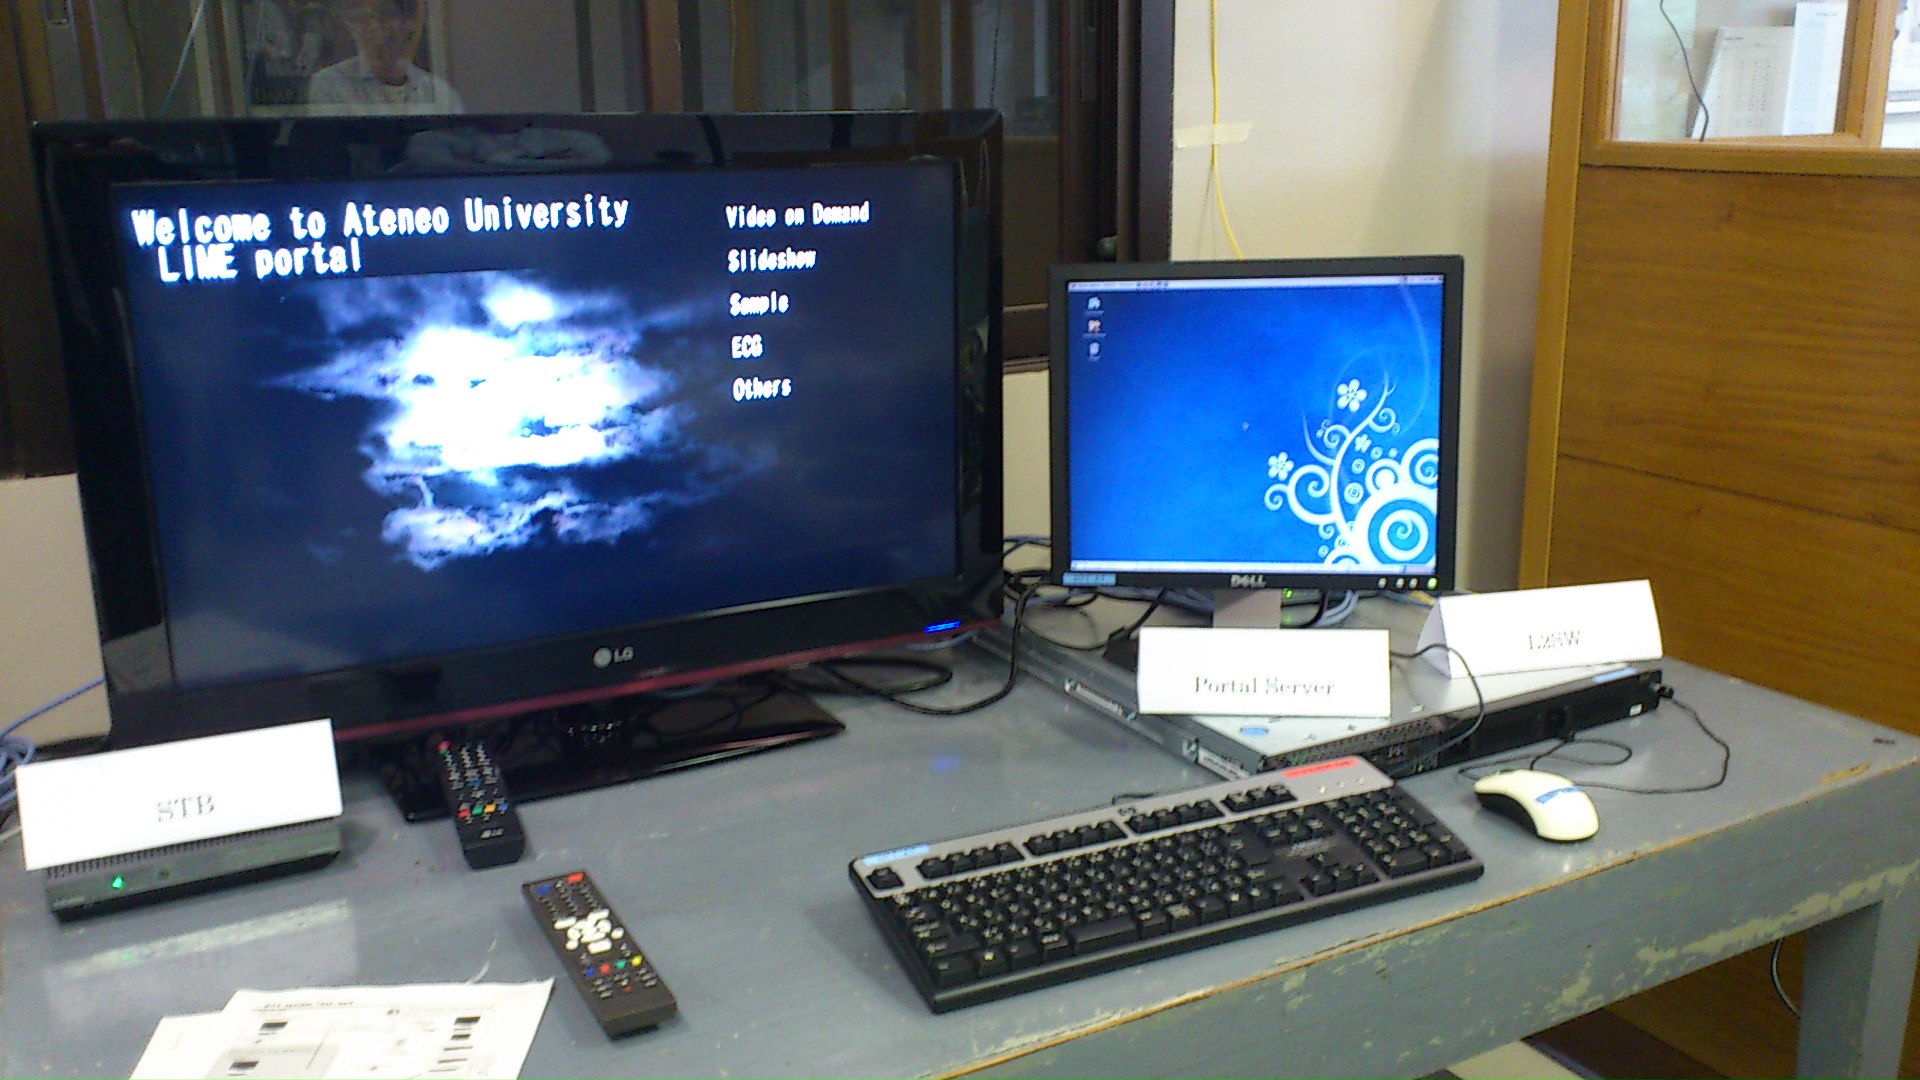 Welcome to Ateneo University
LIME portal
Video on Demand
Slideshow
Sample
ECG
Others
LG
DELL
L2SW
Portal Server
STB